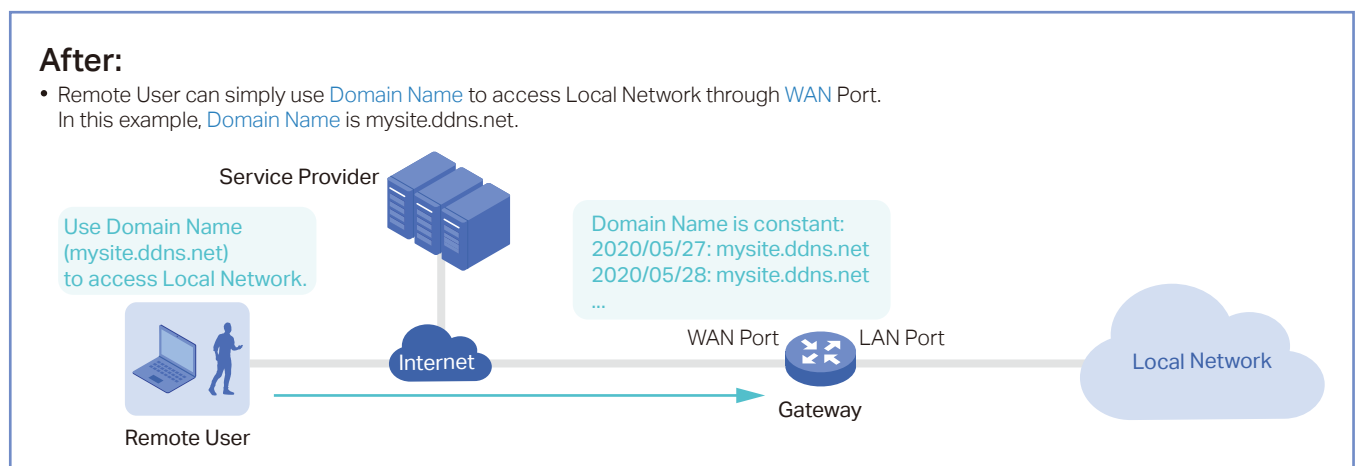 After:
• Remote User can simply use Domain Name to access Local Network through WAN Port.
In this example, Domain Name is mysite.ddns.net.
Service Provider
Use Domain Name
(mysite.ddns.net)
to access Local Network.
Domain Name is constant:
2020/05/27: mysite.ddns.net
2020/05/28: mysite.ddns.net
...
WAN Port
LAN Port
Internet
Local Network
Gateway
Remote User